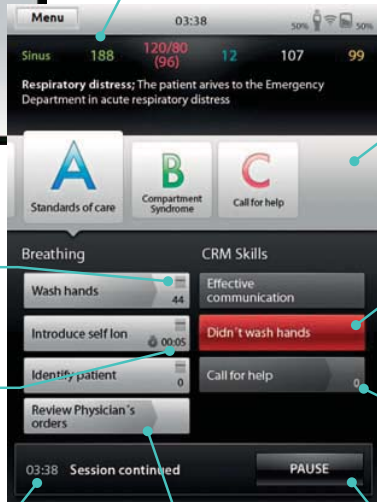 Menu 03:38 50% 50%
Sinus 188 120/80 (96) 12 107 99
Respiratory distress; The patient arives to the Emergency
Department in acute respiratory distress
A
Standards of care
B
Compartment
Syndrome
C
Call for help
Breathing
Wash hands 44
Introduce self Ion 00:05
Identify patient 0
Review Physician´s
orders
CRM Skills
Effective
communication
Didn´t wash hands
Call for help 0
03:38 Session continued PAUSE